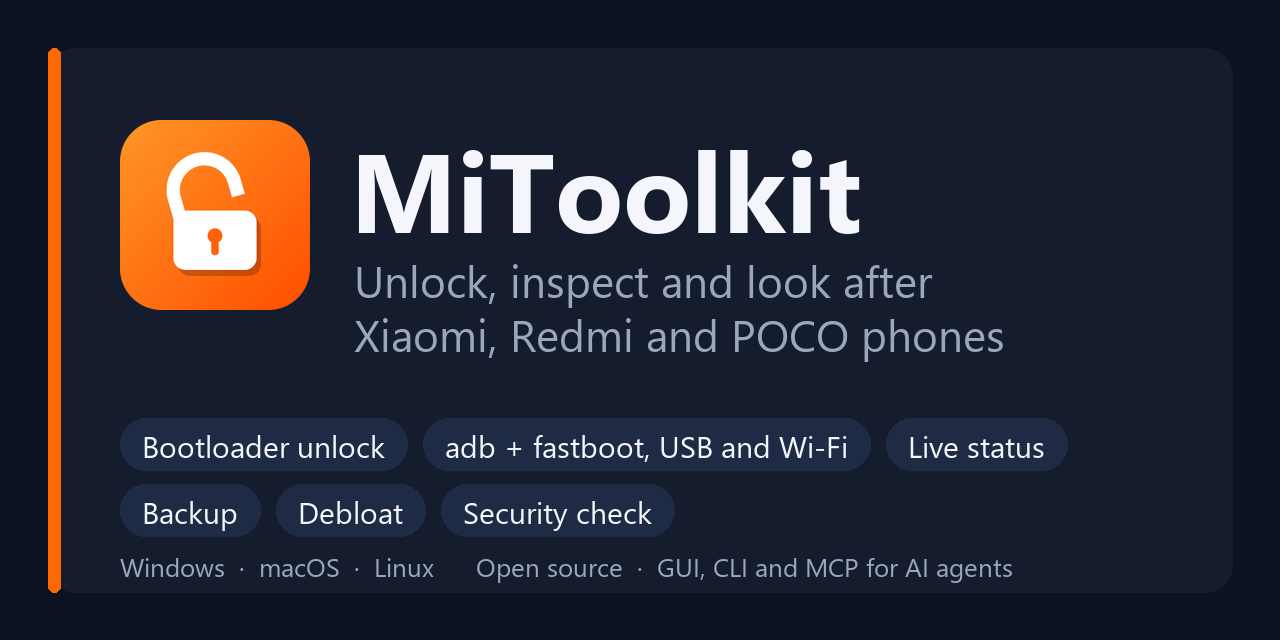 MiToolkit
Unlock, inspect and look after
Xiaomi, Redmi and POCO phones
Bootloader unlock adb + fastboot, USB and Wi-Fi Live status
Backup Debloat Security check
Windows · macOS · Linux Open source · GUI, CLI and MCP for AI agents